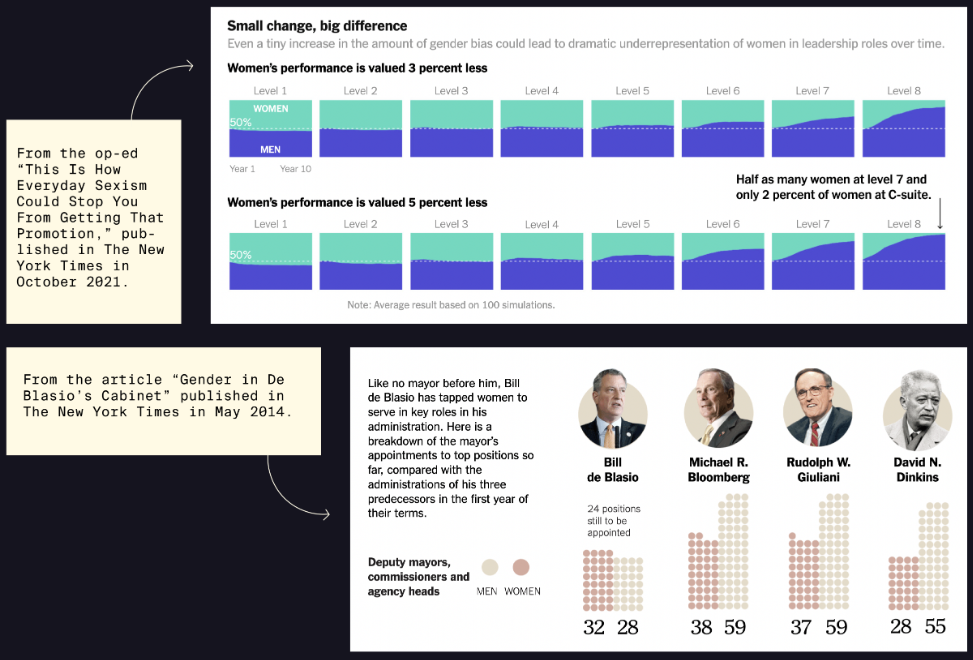 Small change, big difference
Even a tiny increase in the amount of gender bias could lead to dramatic underrepresentation of women in leadership roles over time.
Women's performance is valued 3 percent less
Level 1
Level 2
Level 3
Level 4
Level 5
Level 6
Level 7
Level 8
WOMEN
50%
MEN
Year 1
Year 10
From the op-ed
“This Is How
Everyday Sexism
Could Stop You
From Getting That
Promotion,” pub-
lished in The New
York Times in
October 2021.
Half as many women at level 7 and
only 2 percent of women at C-suite.
Women's performance is valued 5 percent less
Level 1
Level 2
Level 3
Level 4
Level 5
Level 6
Level 7
Level 8
50%
Note: Average result based on 100 simulations.
From the article “Gender in De
Blasio's Cabinet” published in
The New York Times in May 2014.
Like no mayor before him, Bill
de Blasio has tapped women to
serve in key roles in his
administration. Here is a
breakdown of the mayor's
appointments to top positions so
far, compared with the
administrations of his three
predecessors in the first year of
their terms.
Deputy mayors,
commissioners and
agency heads
MEN
WOMEN
Bill
de Blasio
24 positions
still to be
appointed
32 28
Michael R.
Bloomberg
38 59
Rudolph W.
Giuliani
37 59
David N.
Dinkins
28 55